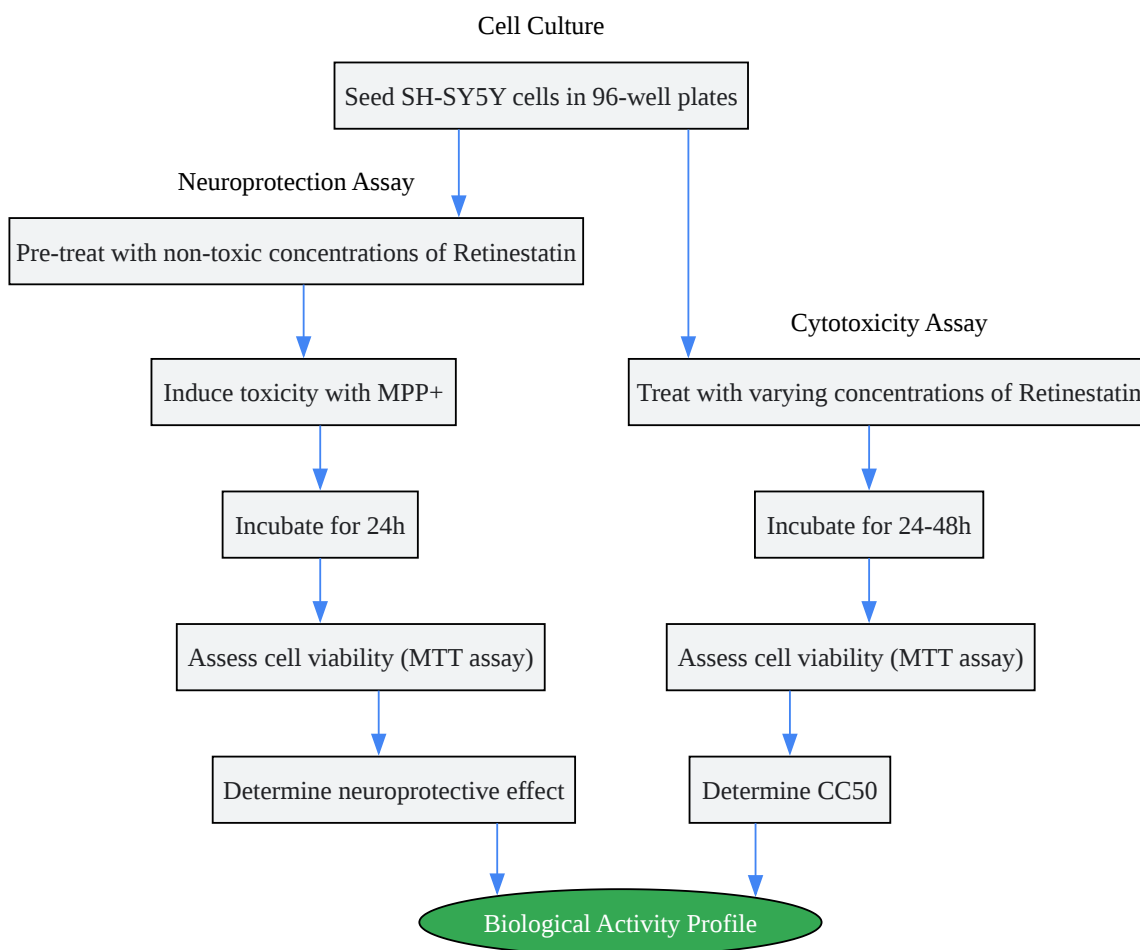 Cell Culture
Seed SH-SY5Y cells in 96-well plates
Neuroprotection Assay
Pre-treat with non-toxic concentrations of Retinestatin
Induce toxicity with MPP+
Incubate for 24h
Assess cell viability (MTT assay)
Determine neuroprotective effect
Cytotoxicity Assay
Treat with varying concentrations of Retinestatin
Incubate for 24-48h
Assess cell viability (MTT assay)
Determine CC50
Biological Activity Profile